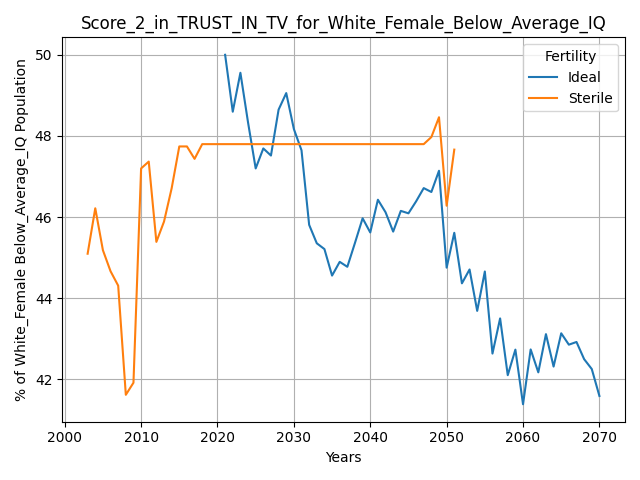 Score_2_in_TRUST_IN_TV_for_White_Female_Below_Average_IQ
% of White_Female Below_Average_IQ Population
50
48
46
44
42
Fertility
Ideal
Sterile
2000 2010 2020 2030 2040 2050 2060 2070
Years